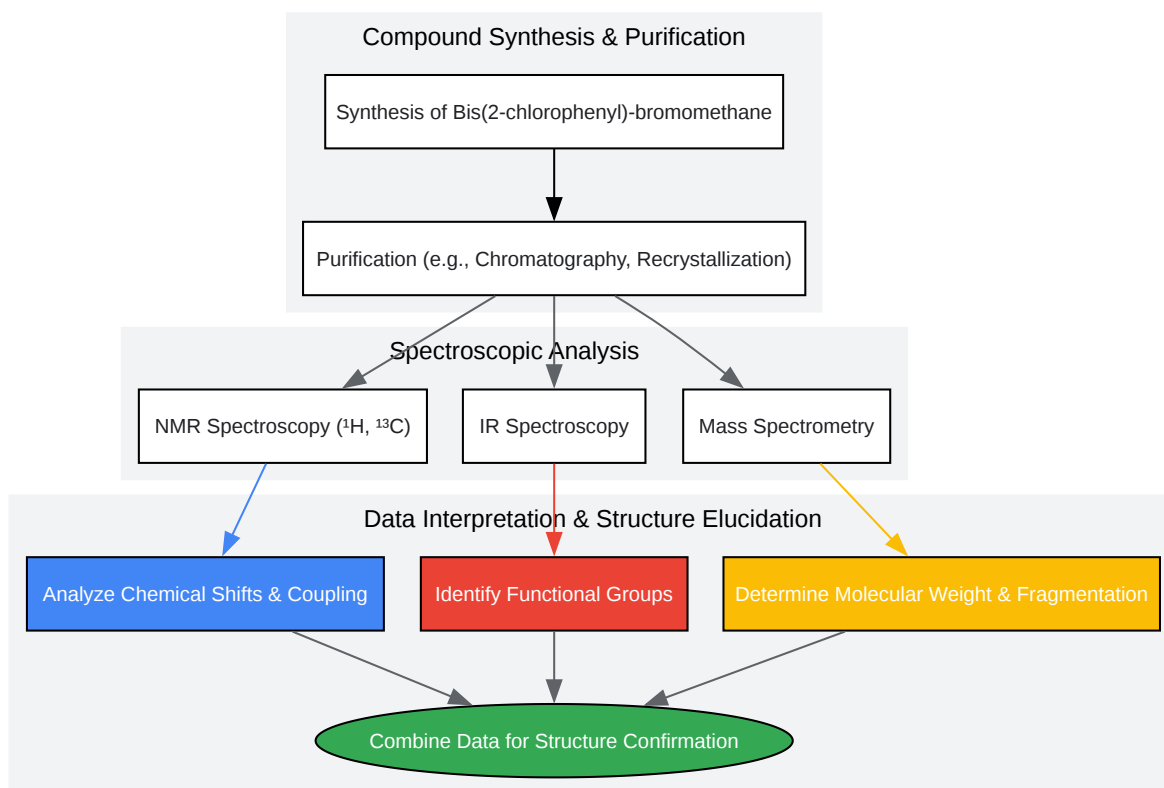 Compound Synthesis & Purification
Synthesis of Bis(2-chlorophenyl)-bromomethane
Purification (e.g., Chromatography, Recrystallization)
Spectroscopic Analysis
NMR Spectroscopy (¹H, ¹³C)
IR Spectroscopy
Mass Spectrometry
Data Interpretation & Structure Elucidation
Analyze Chemical Shifts & Coupling
Identify Functional Groups
Determine Molecular Weight & Fragmentation
Combine Data for Structure Confirmation